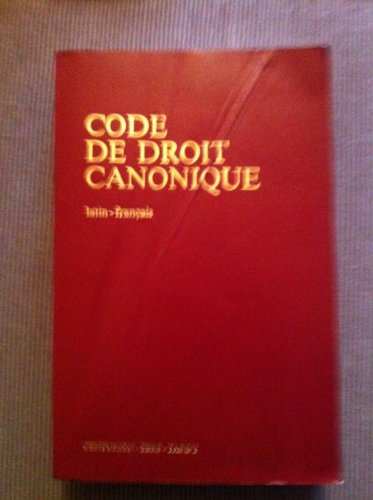 CODE
DE DROIT
CANONIQUE
latin-français